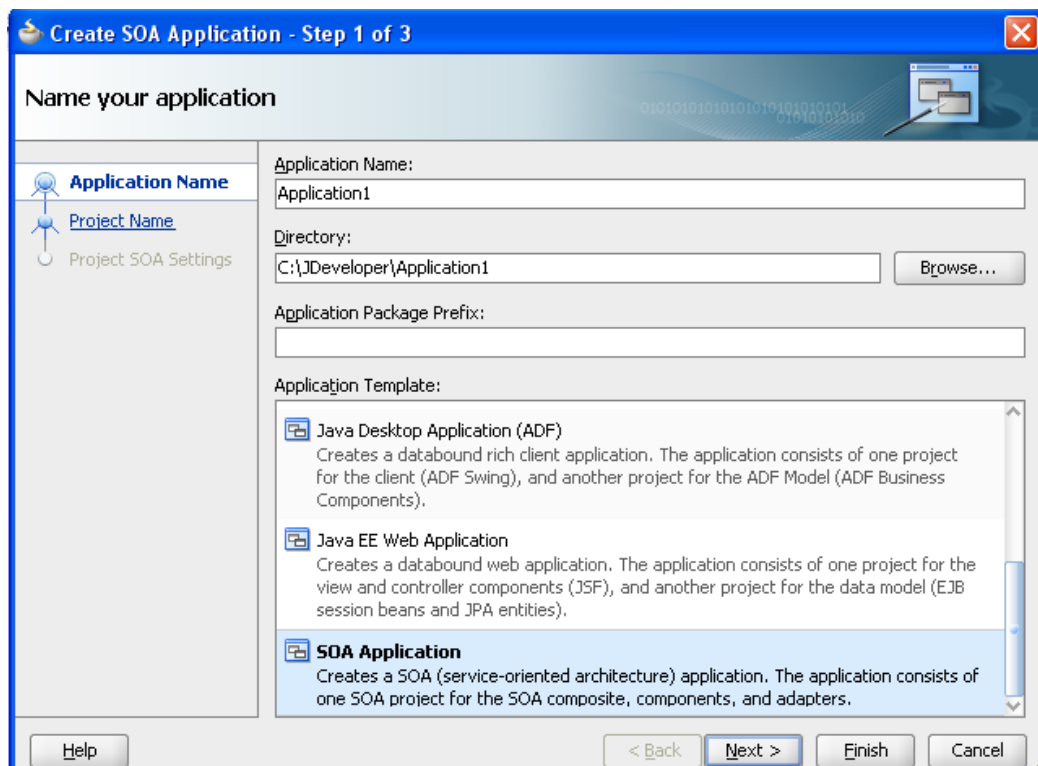 Create SOA Application - Step 1 of 3
Name your application
010101010101010101010101
01010101010
Application Name
Project Name
Project SOA Settings
Application Name:
Application1
Directory:
C:\JDeveloper\Application1
Browse...
Application Package Prefix:
Application Template:
Java Desktop Application (ADF)
Creates a databound rich client application. The application consists of one project
for the client (ADF Swing), and another project for the ADF Model (ADF Business
Components).
Java EE Web Application
Creates a databound web application. The application consists of one project for the
view and controller components (JSF), and another project for the data model (EJB
session beans and JPA entities).
SOA Application
Creates a SOA (service-oriented architecture) application. The application consists of
one SOA project for the SOA composite, components, and adapters.
Help
< Back
Next >
Finish
Cancel